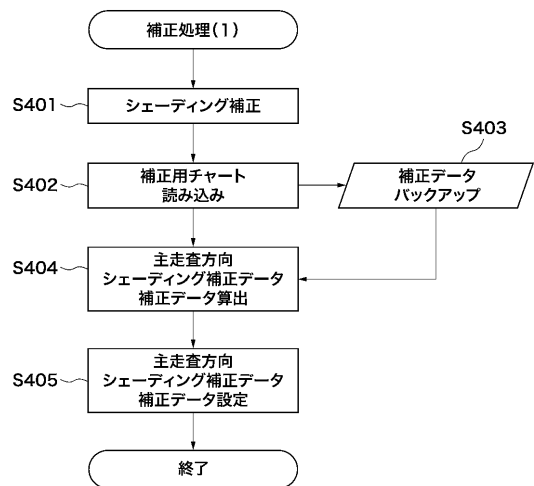 補正処理(1)
S401
シェーディング補正
S403
S402
補正用チャート
読み込み
補正データ
バックアップ
S404
主走査方向
シェーディング補正データ
補正データ算出
S405
主走査方向
シェーディング補正データ
補正データ設定
終了